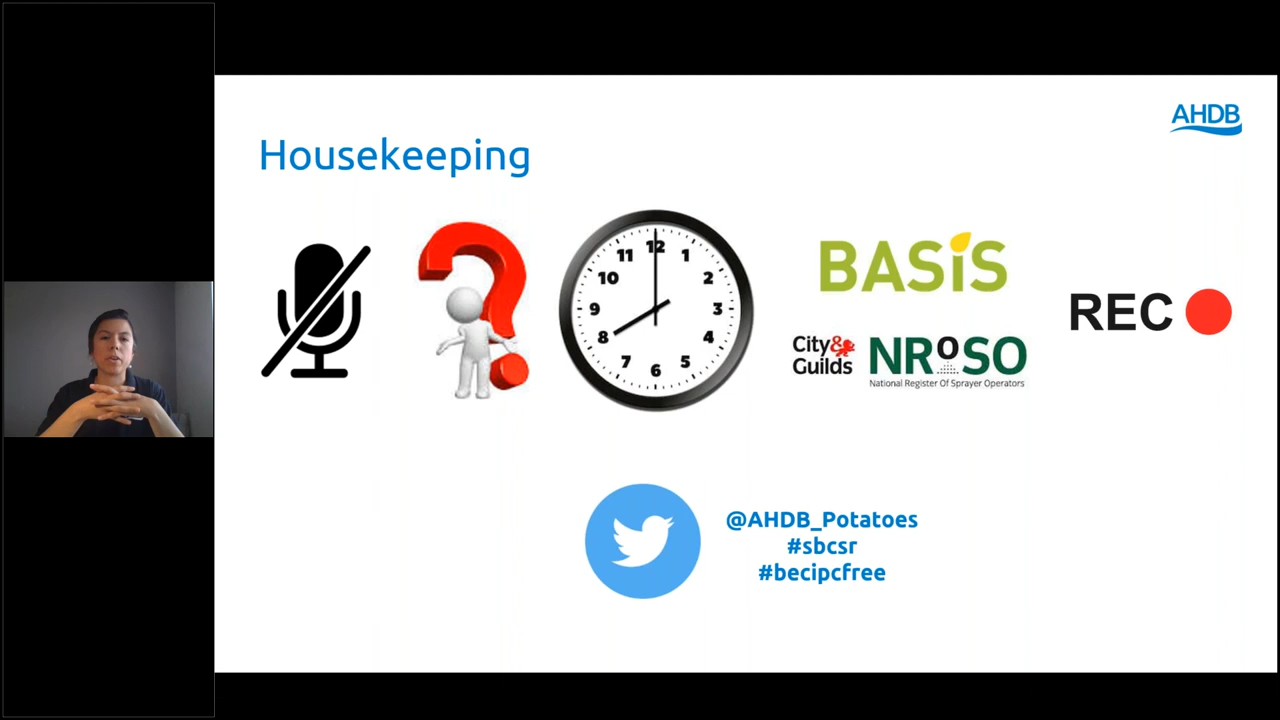 AHDB
Housekeeping
12
11
1
10
2
9
3
8
4
7
5
6
BASiS
City&
Guilds
NRoSO
National Register Of Sprayer Operators
REC
@AHDB_Potatoes
#sbcsr
#becipcfree